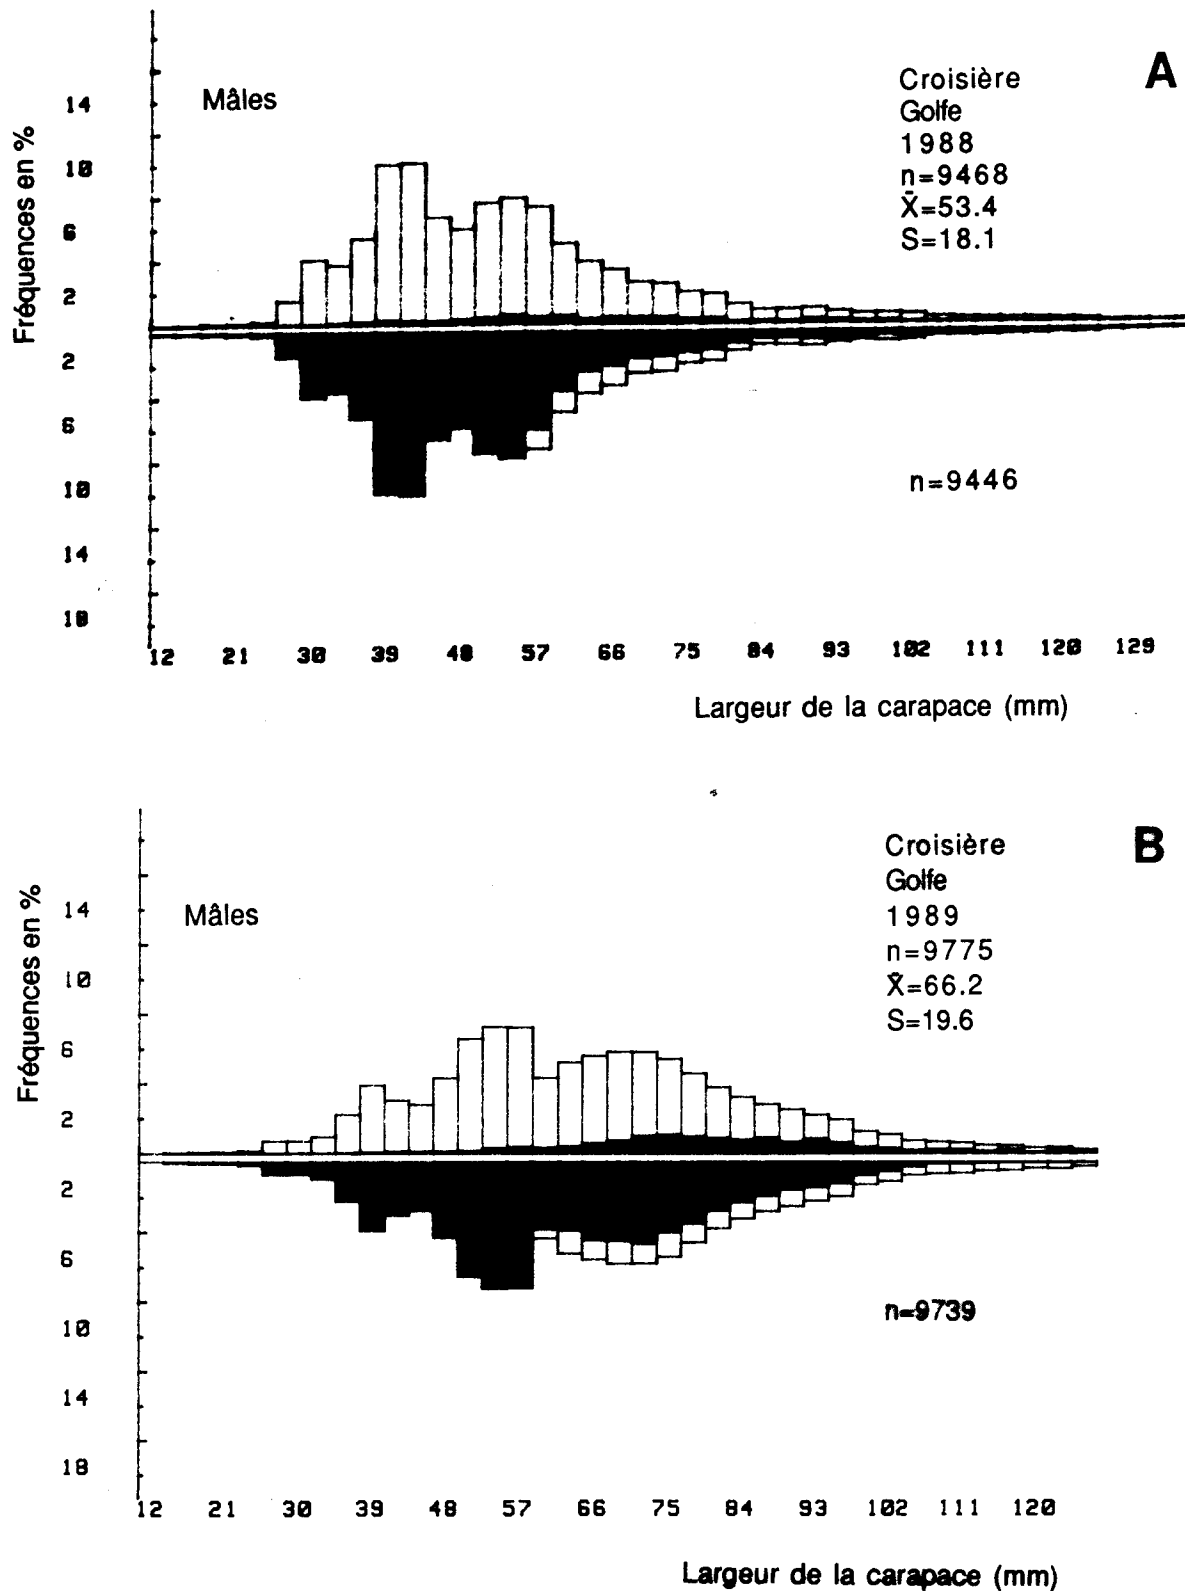 A
Mâles
Croisière
Golfe
1988
n=9468
X̄=53.4
S=18.1
Fréquences en %
14
10
6
2
2
6
10
14
18
n=9446
12 21 30 39 48 57 66 75 84 93 102 111 120 129
Largeur de la carapace (mm)
B
Mâles
Croisière
Golfe
1989
n=9775
X̄=66.2
S=19.6
Fréquences en %
14
10
6
2
2
6
10
14
18
n=9739
12 21 30 39 48 57 66 75 84 93 102 111 120
Largeur de la carapace (mm)